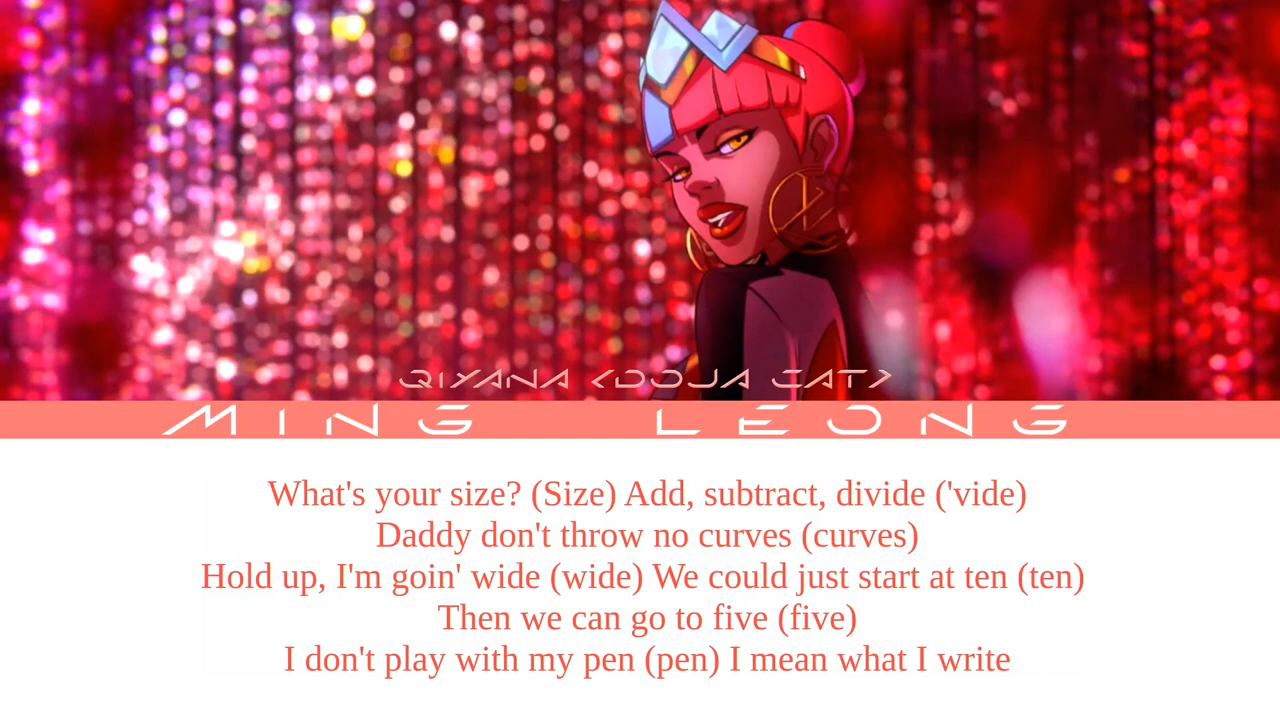 QIYANA <DOJA CAT>
MING LEONG
What's your size? (Size) Add, subtract, divide ('vide)
Daddy don't throw no curves (curves)
Hold up, I'm goin' wide (wide) We could just start at ten (ten)
Then we can go to five (five)
I don't play with my pen (pen) I mean what I write